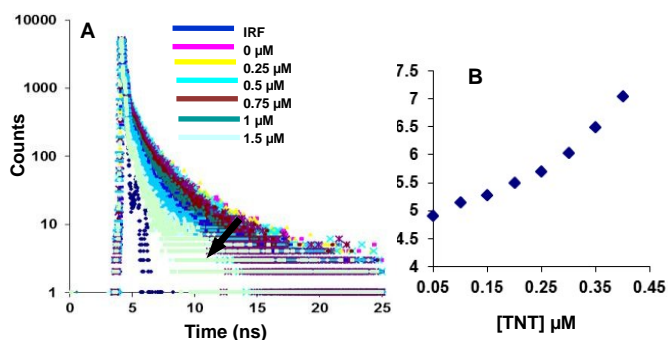 A
IRF
0 µM
0.25 µM
0.5 µM
0.75 µM
1 µM
1.5 µM
10000
1000
100
10
1
Counts
0
5
10
15
20
25
Time (ns)
B
7.5
7
6.5
6
5.5
5
4.5
4
0.05
0.15
0.25
0.35
0.45
[TNT] µM